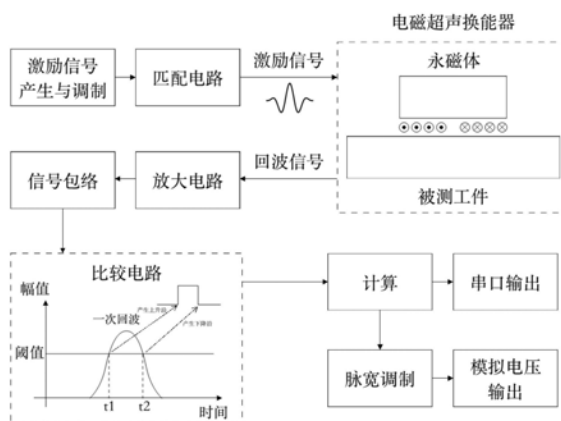 电磁超声换能器
激励信号
产生与调制
匹配电路
激励信号
永磁体
信号包络
放大电路
回波信号
被测工件
比较电路
幅值
产生上升沿
一次回波
产生下降沿
阈值
t1
t2
时间
计算
串口输出
脉宽调制
模拟电压
输出